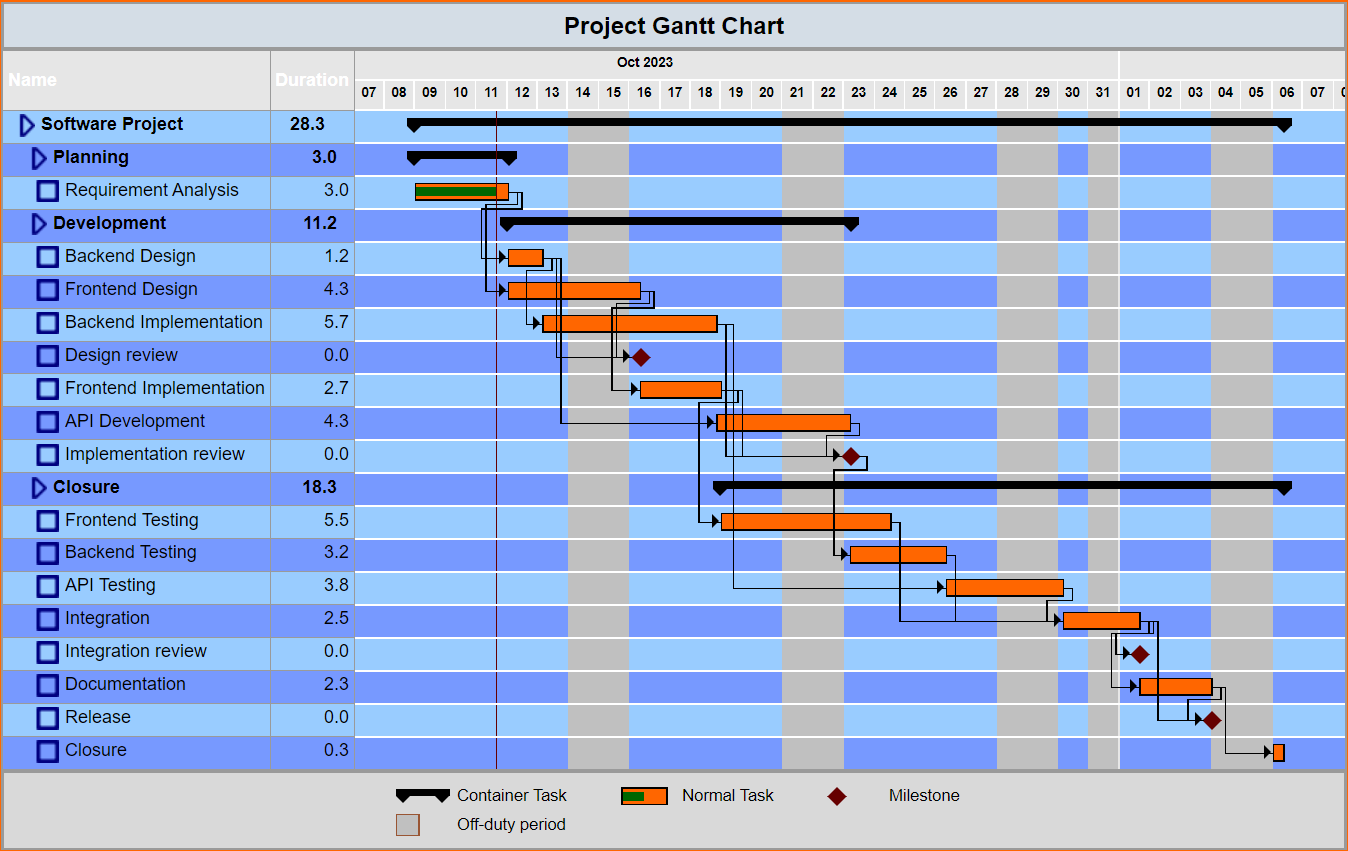 Project Gantt Chart
Oct 2023
Name Duration
07 08 09 10 11 12 13 14 15 16 17 18 19 20 21 22 23 24 25 26 27 28 29 30 31 01 02 03 04 05 06 07
Software Project 28.3
Planning 3.0
Requirement Analysis 3.0
Development 11.2
Backend Design 1.2
Frontend Design 4.3
Backend Implementation 5.7
Design review 0.0
Frontend Implementation 2.7
API Development 4.3
Implementation review 0.0
Closure 18.3
Frontend Testing 5.5
Backend Testing 3.2
API Testing 3.8
Integration 2.5
Integration review 0.0
Documentation 2.3
Release 0.0
Closure 0.3
Container Task Normal Task Milestone
Off-duty period